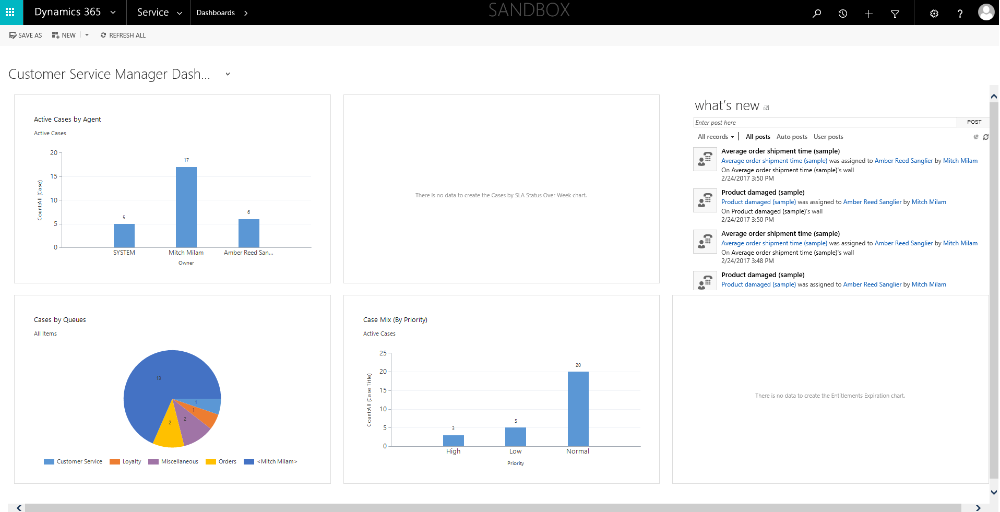 Dynamics 365 Service Dashboards SANDBOX ?
SAVE AS NEW REFRESH ALL
Customer Service Manager Dash...
Active Cases by Agent
Active Cases
20
15
10
5
0
Count:All (Case)
5
17
6
SYSTEM Mitch Milam Amber Reed San...
Owner
There is no data to create the Cases by SLA Status Over Week chart.
what's new
Enter post here POST
All records All posts Auto posts User posts
Average order shipment time (sample)
Average order shipment time (sample) was assigned to Amber Reed Sanglier by Mitch Milam
On Average order shipment time (sample)'s wall
2/24/2017 3:50 PM
Product damaged (sample)
Product damaged (sample) was assigned to Amber Reed Sanglier by Mitch Milam
On Product damaged (sample)'s wall
2/24/2017 3:50 PM
Average order shipment time (sample)
Average order shipment time (sample) was assigned to Amber Reed Sanglier by Mitch Milam
On Average order shipment time (sample)'s wall
2/24/2017 3:48 PM
Product damaged (sample)
Product damaged (sample) was assigned to Amber Reed Sanglier by Mitch Milam
Cases by Queues
All Items
13
1
1
2
2
Customer Service Loyalty Miscellaneous Orders <Mitch Milam>
Case Mix (By Priority)
Active Cases
25
20
15
10
5
0
Count:All (Case Title)
3
5
20
High Low Normal
Priority
There is no data to create the Entitlements Expiration chart.